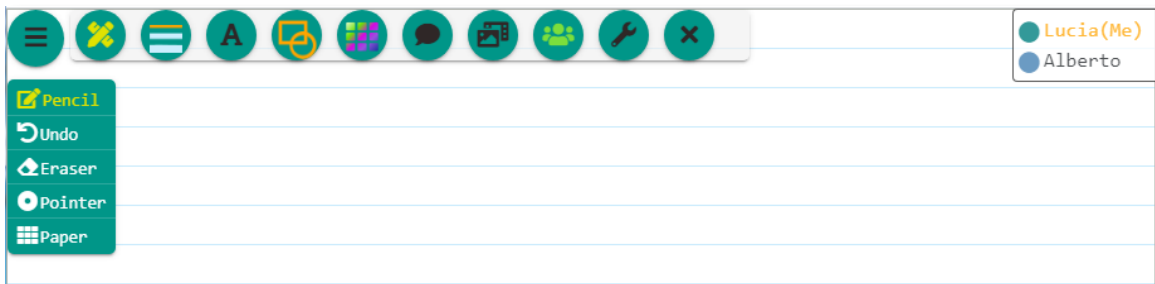 A
Lucia(Me)
Alberto
Pencil
Undo
Eraser
Pointer
Paper